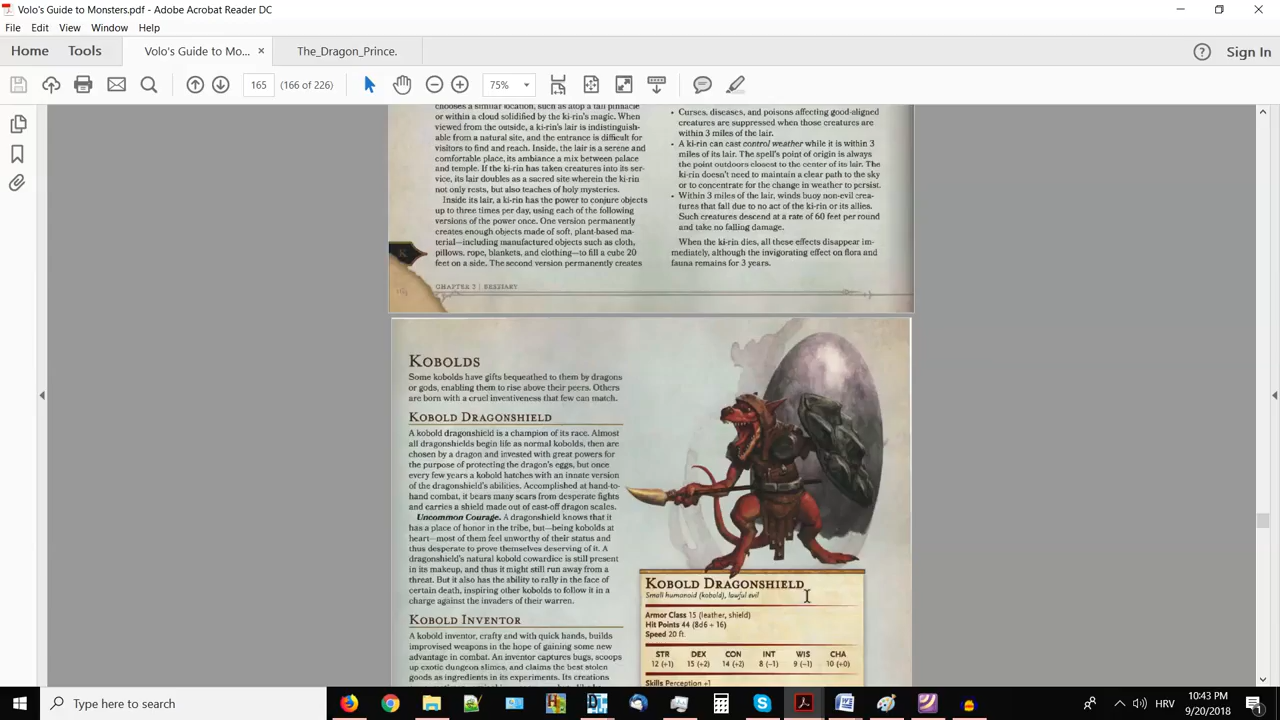 Volo's Guide to Monsters.pdf - Adobe Acrobat Reader DC
File Edit View Window Help
Home Tools Volo's Guide to Mo... × The_Dragon_Prince. Sign In
165 (166 of 226) 75%
chooses a similar location, such as atop a tall pinnacle
or within a cloud solidified by the ki-rin's magic. When
viewed from the outside, a ki-rin's lair is indistinguish-
able from a natural site, and the entrance is difficult for
visitors to find and reach. Inside, the lair is a serene and
comfortable place, its ambiance a mix between palace
and temple. If the ki-rin has taken creatures into its ser-
vice, its lair doubles as a sacred site wherein the ki-rin
not only rests, but also teaches of holy mysteries.
Inside its lair, a ki-rin has the power to conjure objects
up to three times per day, using each of the following
versions of the power once. One version permanently
creates enough objects made of soft, plant-based ma-
terial—including manufactured objects such as cloth,
pillows, rope, blankets, and clothing—to fill a cube 20
feet on a side. The second version permanently creates
• Curses, diseases, and poisons affecting good-aligned
creatures are suppressed when those creatures are
within 3 miles of the lair.
• A ki-rin can cast control weather while it is within 3
miles of its lair. The spell's point of origin is always
the point outdoors closest to the center of its lair. The
ki-rin doesn't need to maintain a clear path to the sky
or to concentrate for the change in weather to persist.
• Within 3 miles of the lair, winds buoy non-evil crea-
tures that fall due to no act of the ki-rin or its allies.
Such creatures descend at a rate of 60 feet per round
and take no falling damage.
When the ki-rin dies, all these effects disappear im-
mediately, although the invigorating effect on flora and
fauna remains for 3 years.
K
CHAPTER 3 | BESTIARY
KOBOLDS
Some kobolds have gifts bequeathed to them by dragons
or gods, enabling them to rise above their peers. Others
are born with a cruel inventiveness that few can match.
KOBOLD DRAGONSHIELD
A kobold dragonshield is a champion of its race. Almost
all dragonshields begin life as normal kobolds, then are
chosen by a dragon and invested with great powers for
the purpose of protecting the dragon's eggs, but once
every few years a kobold hatches with an innate version
of the dragonshield's abilities. Accomplished at hand-to-
hand combat, it bears many scars from desperate fights
and carries a shield made out of cast-off dragon scales.
Uncommon Courage. A dragonshield knows that it
has a place of honor in the tribe, but—being kobolds at
heart—most of them feel unworthy of their status and
thus desperate to prove themselves deserving of it. A
dragonshield's natural kobold cowardice is still present
in its makeup, and thus it might still run away from a
threat. But it also has the ability to rally in the face of
certain death, inspiring other kobolds to follow it in a
charge against the invaders of their warren.
KOBOLD INVENTOR
A kobold inventor, crafty and with quick hands, builds
improvised weapons in the hope of gaining some new
advantage in combat. An inventor captures bugs, scoops
up exotic dungeon slimes, and claims the best stolen
goods as ingredients in its experiments. Its creations
KOBOLD DRAGONSHIELD
Small humanoid (kobold), lawful evil
Armor Class 15 (leather, shield)
Hit Points 44 (8d6 + 16)
Speed 20 ft.
STR DEX CON INT WIS CHA
12 (+1) 15 (+2) 14 (+2) 8 (−1) 9 (−1) 10 (+0)
Skills Perception +1
Type here to search
HRV
10:43 PM
9/20/2018